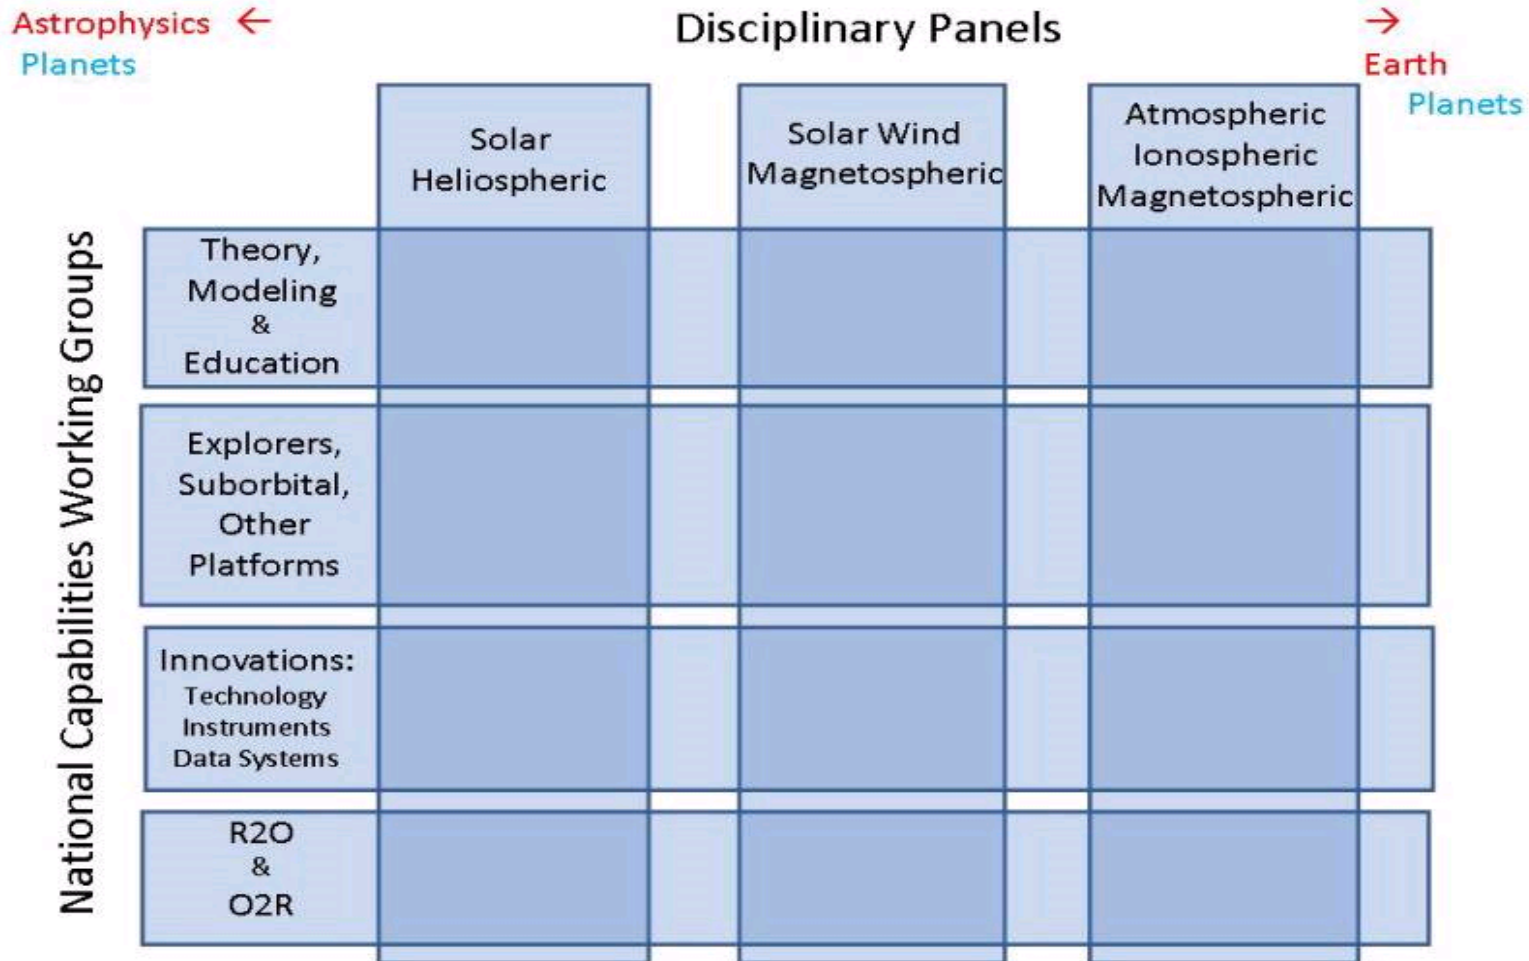 Astrophysics ←
Planets
Disciplinary Panels
→
Earth
Planets
Solar
Heliospheric
Solar Wind
Magnetospheric
Atmospheric
Ionospheric
Magnetospheric
National Capabilities Working Groups
Theory,
Modeling
&
Education
Explorers,
Suborbital,
Other
Platforms
Innovations:
Technology
Instruments
Data Systems
R2O
&
O2R